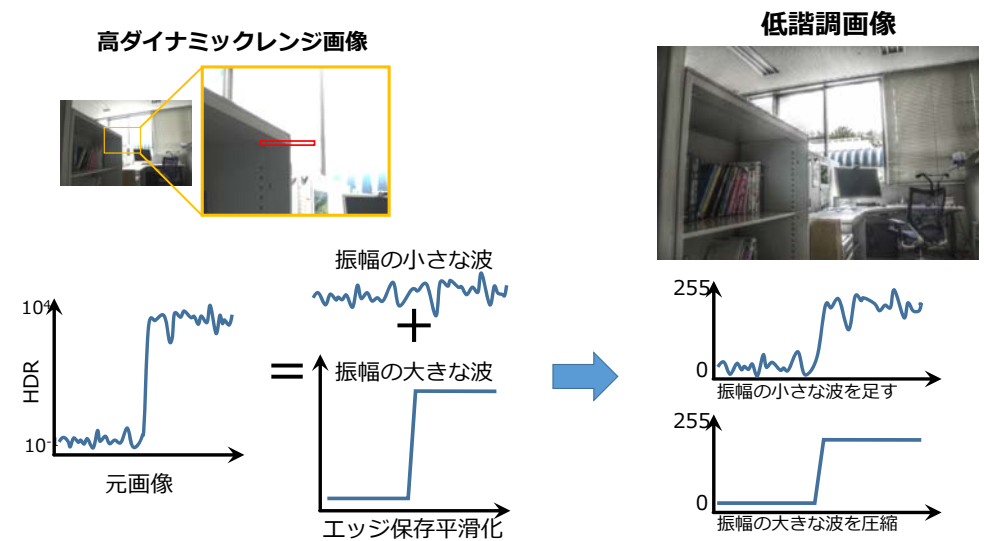 高ダイナミックレンジ画像
低諧調画像
振幅の小さな波
10⁴
HDR
10⁻
元画像
=
+
振幅の大きな波
エッジ保存平滑化
255
0
振幅の小さな波を足す
255
0
振幅の大きな波を圧縮